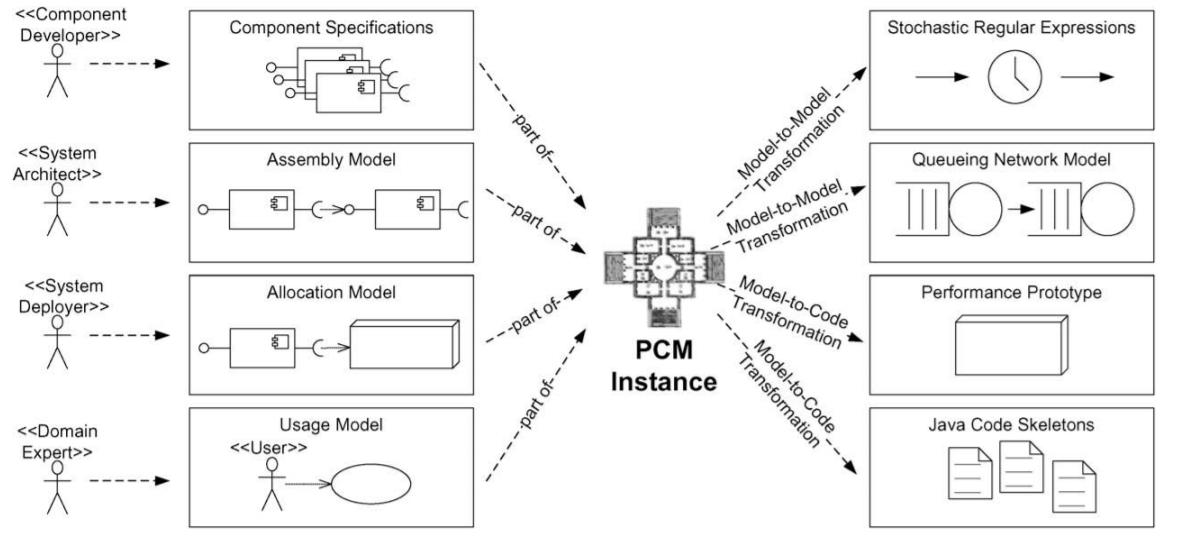 <<Component
Developer>>
Component Specifications
<<System
Architect>>
Assembly Model
<<System
Deployer>>
Allocation Model
<<Domain
Expert>>
Usage Model
<<User>>
part of
part of
part of
part of
PCM
Instance
Model-to-Model
Transformation
Model-to-Model
Transformation
Model-to-Code
Transformation
Model-to-Code
Transformation
Stochastic Regular Expressions
Queueing Network Model
Performance Prototype
Java Code Skeletons